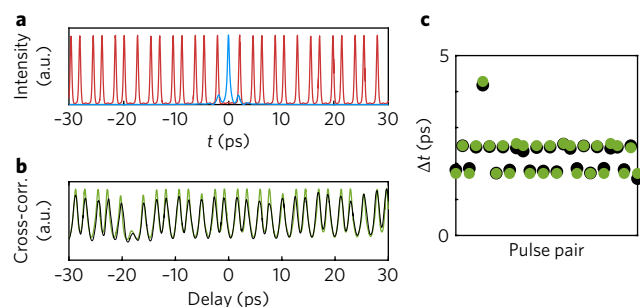 a
Intensity
(a.u.)
−30 −20 −10 0 10 20 30
t (ps)
b
Cross-corr.
(a.u.)
−30 −20 −10 0 10 20 30
Delay (ps)
c
5
Δt (ps)
0
Pulse pair